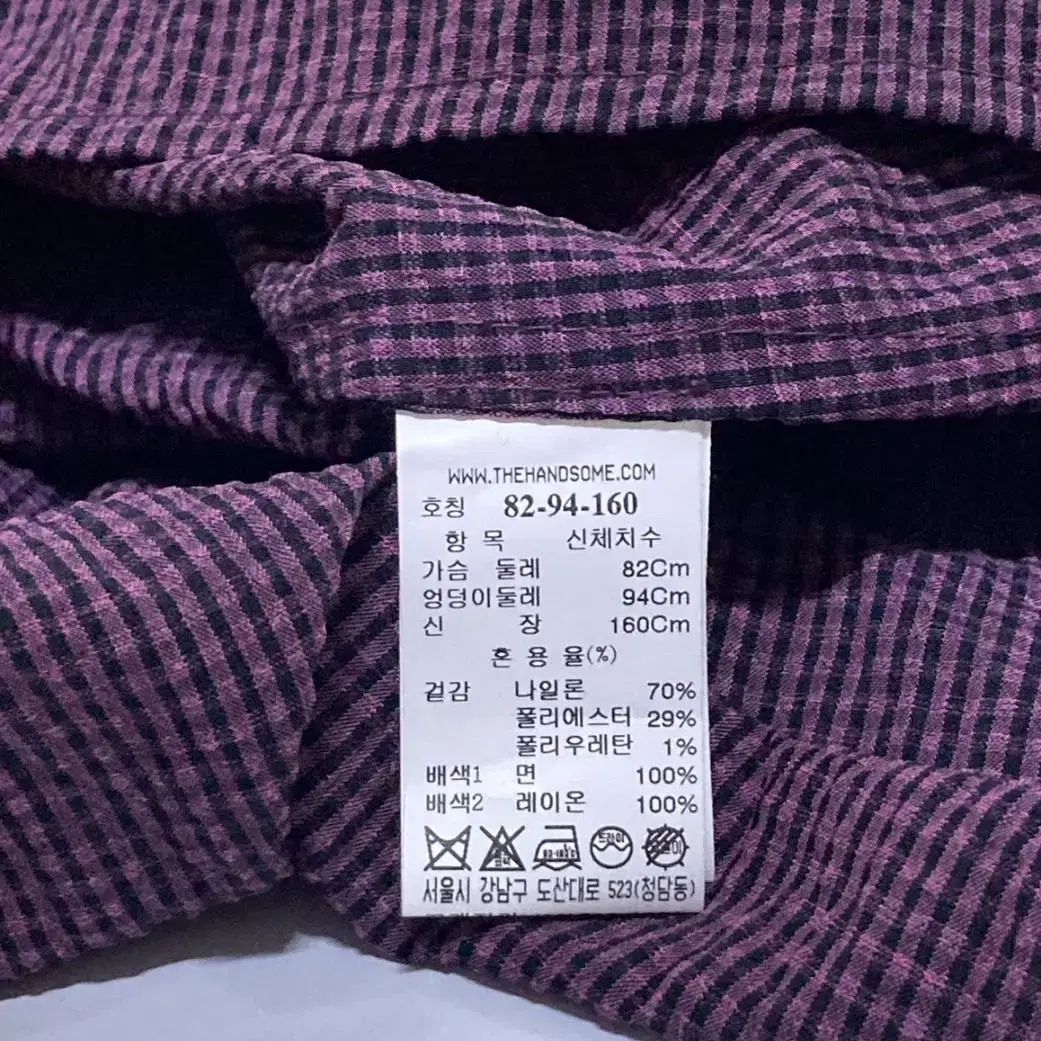 WWW.THEHANDSOME.COM
호칭 82-94-160
항 목 신체치수
가슴 둘레 82Cm
엉덩이둘레 94Cm
신 장 160Cm
혼 용 율(%)
겉감 나일론 70%
폴리에스터 29%
폴리우레탄 1%
배색1 면 100%
배색2 레이온 100%
드라이
서울시 강남구 도산대로 523(청담동)